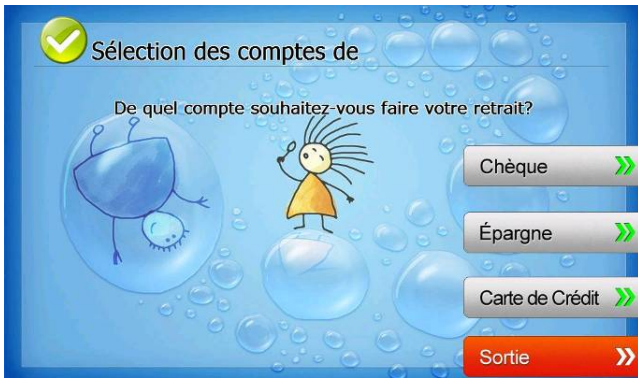 Sélection des comptes de
De quel compte souhaitez-vous faire votre retrait?
Chèque
Épargne
Carte de Crédit
Sortie